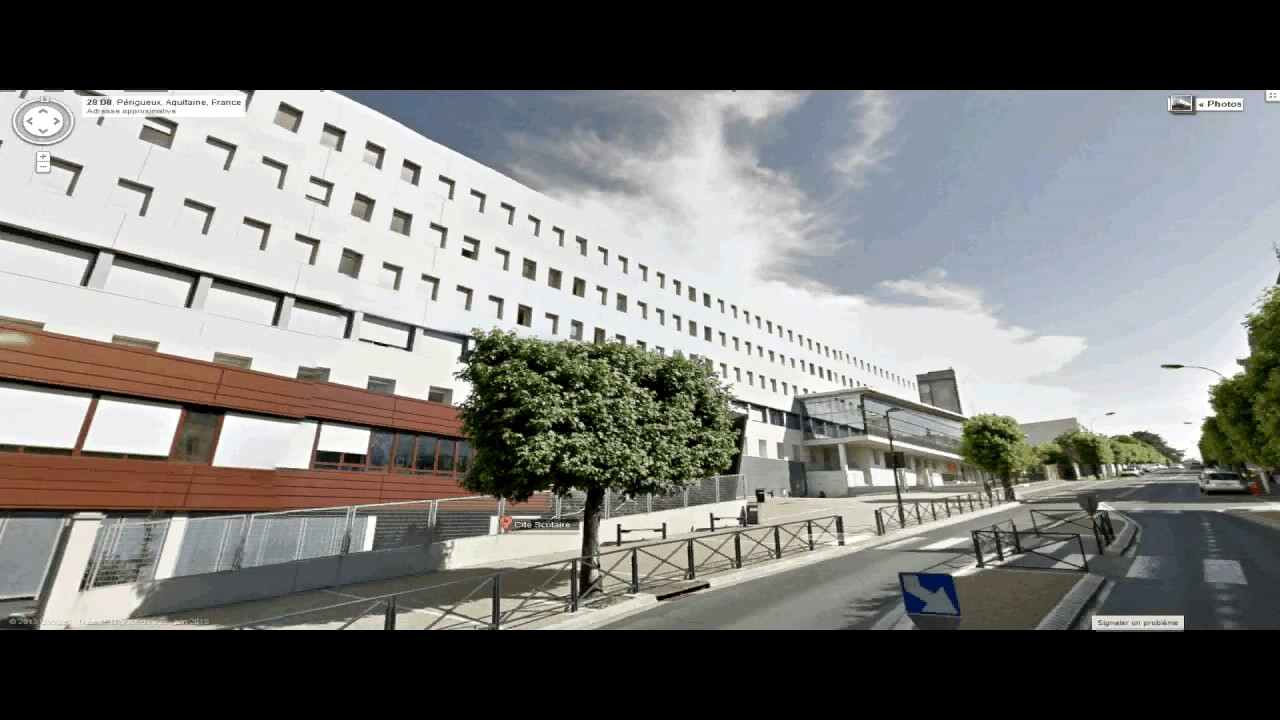 28 D8, Périgueux, Aquitaine, France
Adresse approximative
« Photos
Cité Scolaire
Signaler un problème